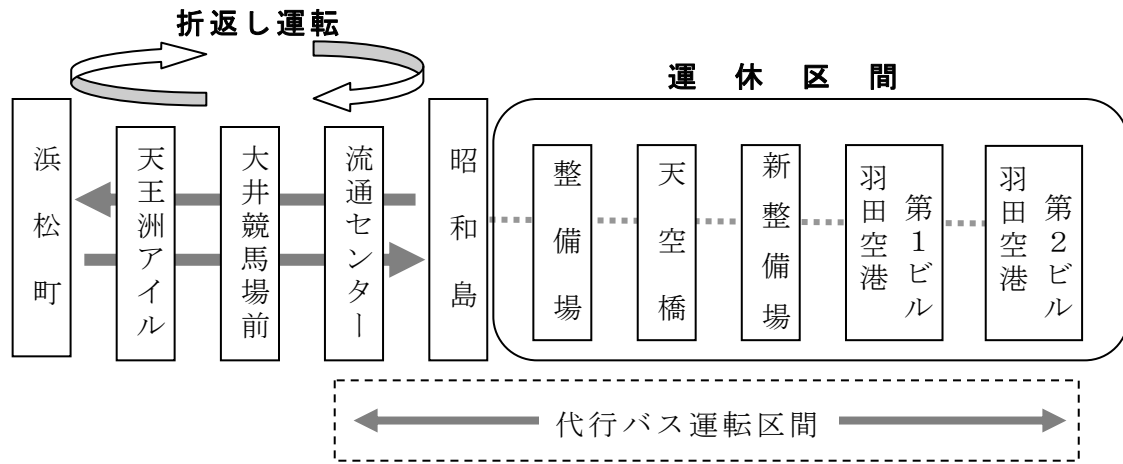 折返し運転
運休区間
浜松町
天王洲アイル
大井競馬場前
流通センター
昭和島
整備場
天空橋
新整備場
羽田空港
第1ビル
羽田空港
第2ビル
代行バス運転区間